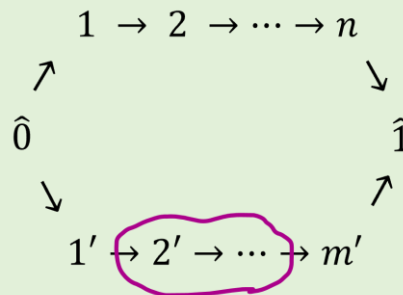 1 → 2 → ⋯ → n
↗ ↘
0̂ 1̂
↘ ↗
1′ → 2′ → ⋯ → m′